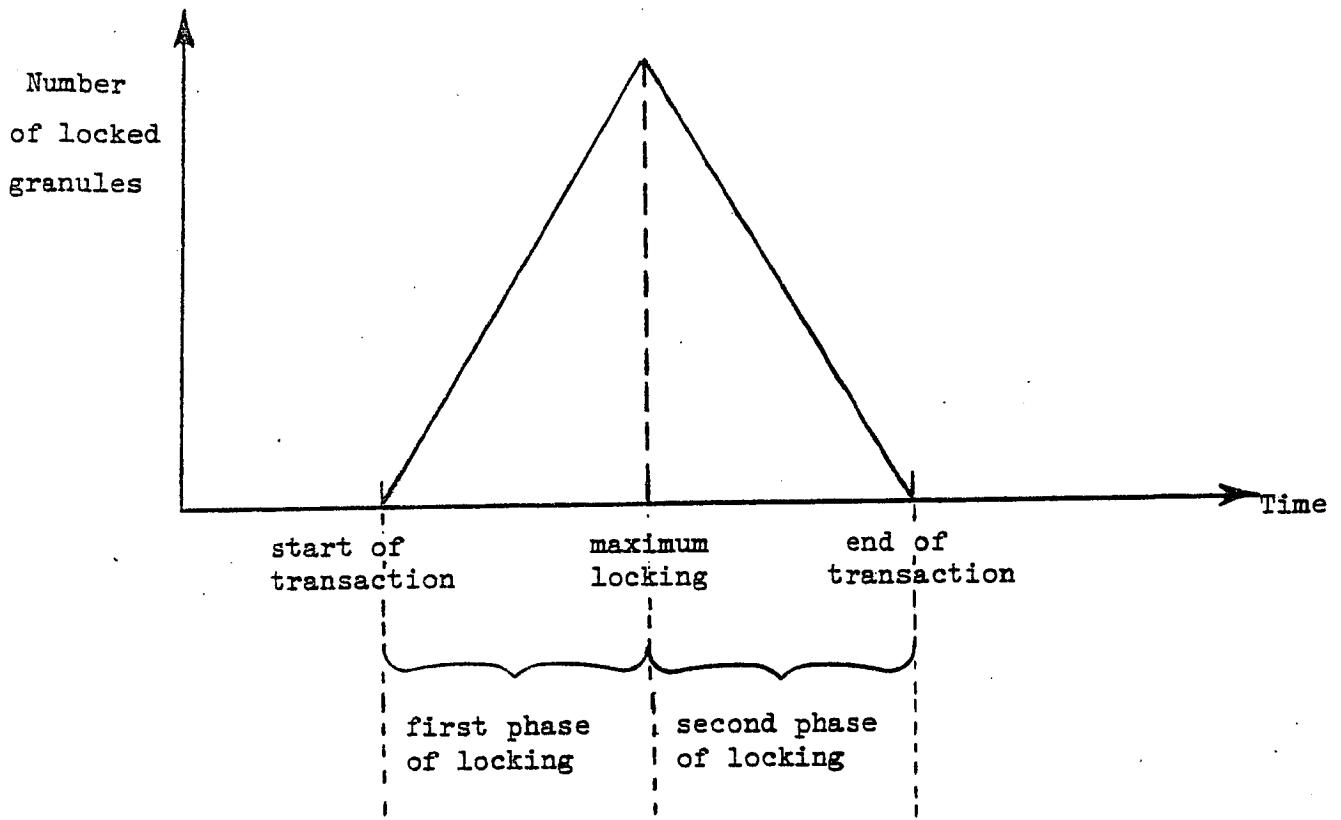 Number
of locked
granules
Time
start of
transaction
maximum
locking
end of
transaction
first phase
of locking
second phase
of locking